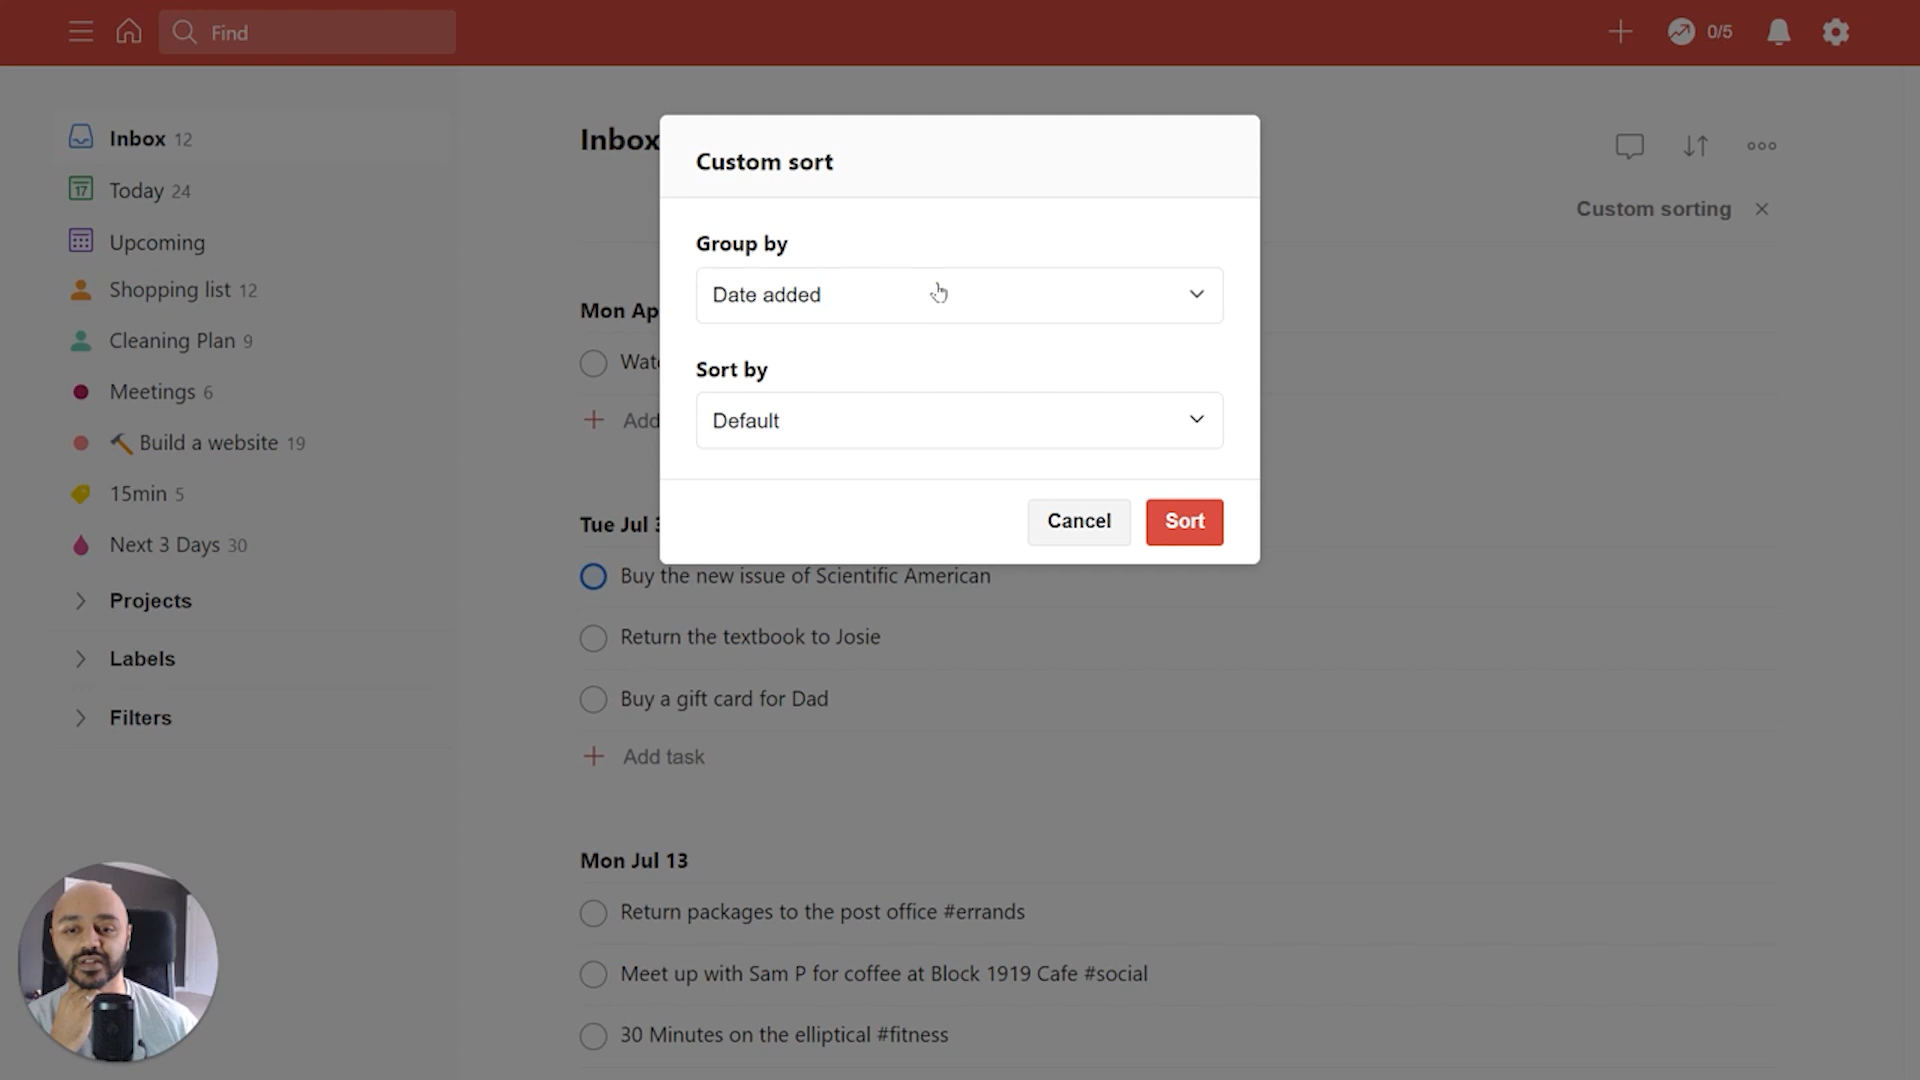 Find
0/5
Inbox 12
17
Today 24
Upcoming
Shopping list 12
Cleaning Plan 9
Meetings 6
Build a website 19
15min 5
Next 3 Days 30
Projects
Labels
Filters
Inbox
Custom sorting
Custom sort
Group by
Date added
Sort by
Default
Cancel
Sort
Mon Ap
Add
Tue Jul
Buy the new issue of Scientific American
Return the textbook to Josie
Buy a gift card for Dad
Add task
Mon Jul 13
Return packages to the post office #errands
Meet up with Sam P for coffee at Block 1919 Cafe #social
30 Minutes on the elliptical #fitness